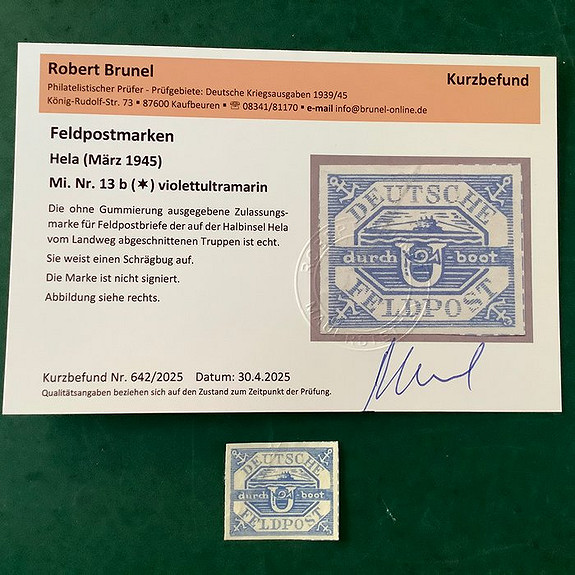 Robert Brunel
Kurzbefund
Philatelistischer Prüfer - Prüfgebiete: Deutsche Kriegsausgaben 1939/45
König-Rudolf-Str. 73 ▪ 87600 Kaufbeuren ▪ ☏ 08341/81170 ▪ e-mail info@brunel-online.de
Feldpostmarken
Hela (März 1945)
Mi. Nr. 13 b (✶) violettultramarin
Die ohne Gummierung ausgegebene Zulassungs-
marke für Feldpostbriefe der auf der Halbinsel Hela
vom Landweg abgeschnittenen Truppen ist echt.
Sie weist einen Schrägbug auf.
Die Marke ist nicht signiert.
Abbildung siehe rechts.
DEUTSCHE
durch U-boot
FELDPOST
Kurzbefund Nr. 642/2025 Datum: 30.4.2025
Qualitätsangaben beziehen sich auf den Zustand zum Zeitpunkt der Prüfung.
DEUTSCHE
durch U-boot
FELDPOST